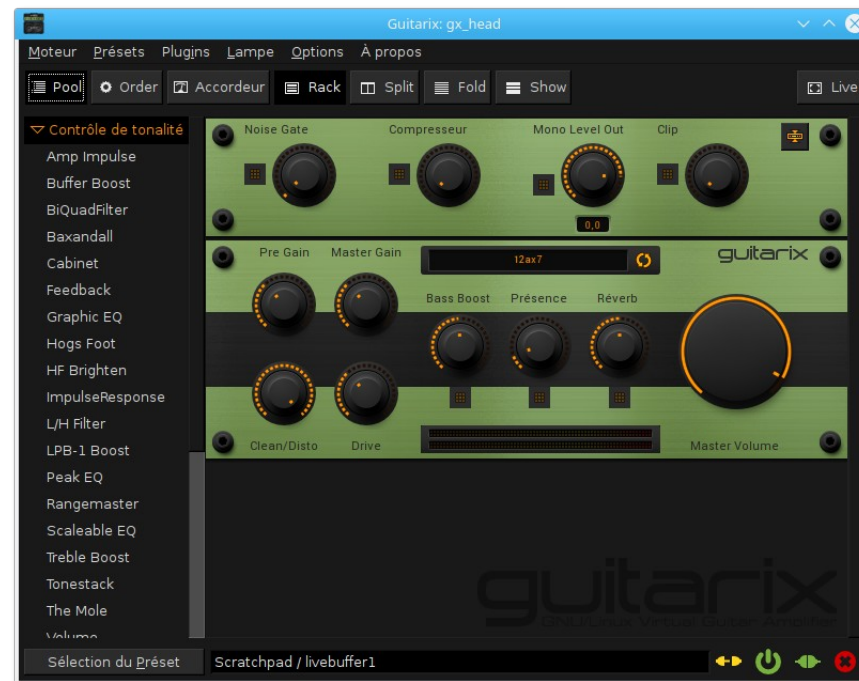 Guitarix: gx_head
Moteur Présets Plugins Lampe Options À propos
Pool Order Accordeur Rack Split Fold Show Live
Contrôle de tonalité
Amp Impulse
Buffer Boost
BiQuadFilter
Baxandall
Cabinet
Feedback
Graphic EQ
Hogs Foot
HF Brighten
ImpulseResponse
L/H Filter
LPB-1 Boost
Peak EQ
Rangemaster
Scaleable EQ
Treble Boost
Tonestack
The Mole
Volume
Noise Gate Compresseur Mono Level Out Clip
0,0
Pre Gain Master Gain 12ax7 guitarix
Bass Boost Présence Réverb
Clean/Disto Drive Master Volume
guitarix
GNU/Linux Virtual Guitar Amplifier
Sélection du Préset Scratchpad / livebuffer1